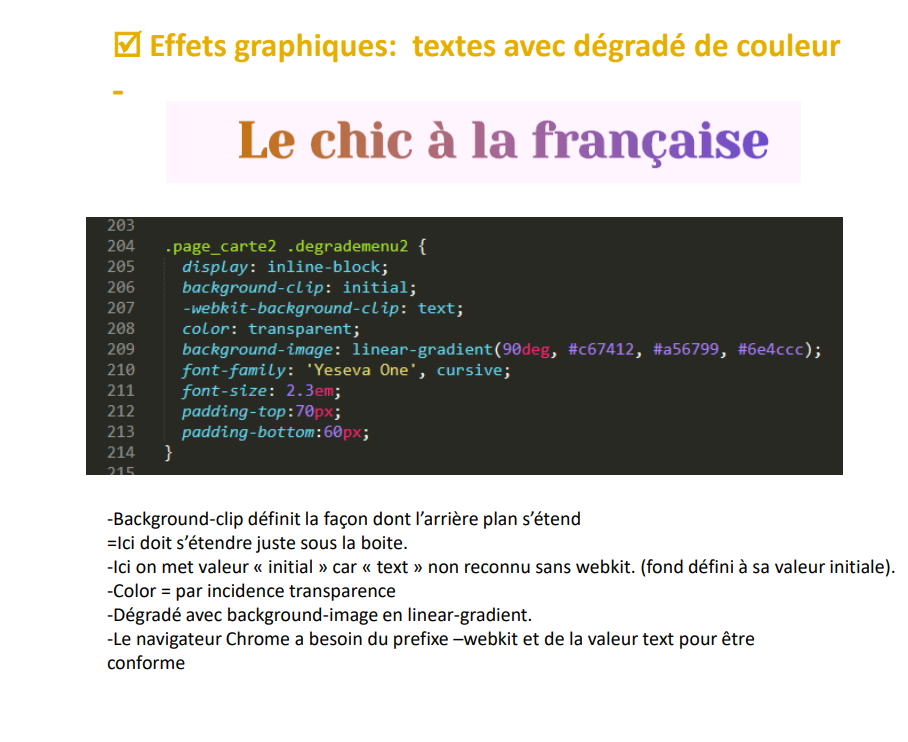 ☑ Effets graphiques: textes avec dégradé de couleur
-
Le chic à la française
203
204 .page_carte2 .degrademenu2 {
205 display: inline-block;
206 background-clip: initial;
207 -webkit-background-clip: text;
208 color: transparent;
209 background-image: linear-gradient(90deg, #c67412, #a56799, #6e4ccc);
210 font-family: 'Yeseva One', cursive;
211 font-size: 2.3em;
212 padding-top:70px;
213 padding-bottom:60px;
214 }
215
-Background-clip définit la façon dont l’arrière plan s’étend
=Ici doit s’étendre juste sous la boite.
-Ici on met valeur « initial » car « text » non reconnu sans webkit. (fond défini à sa valeur initiale).
-Color = par incidence transparence
-Dégradé avec background-image en linear-gradient.
-Le navigateur Chrome a besoin du prefixe –webkit et de la valeur text pour être
conforme